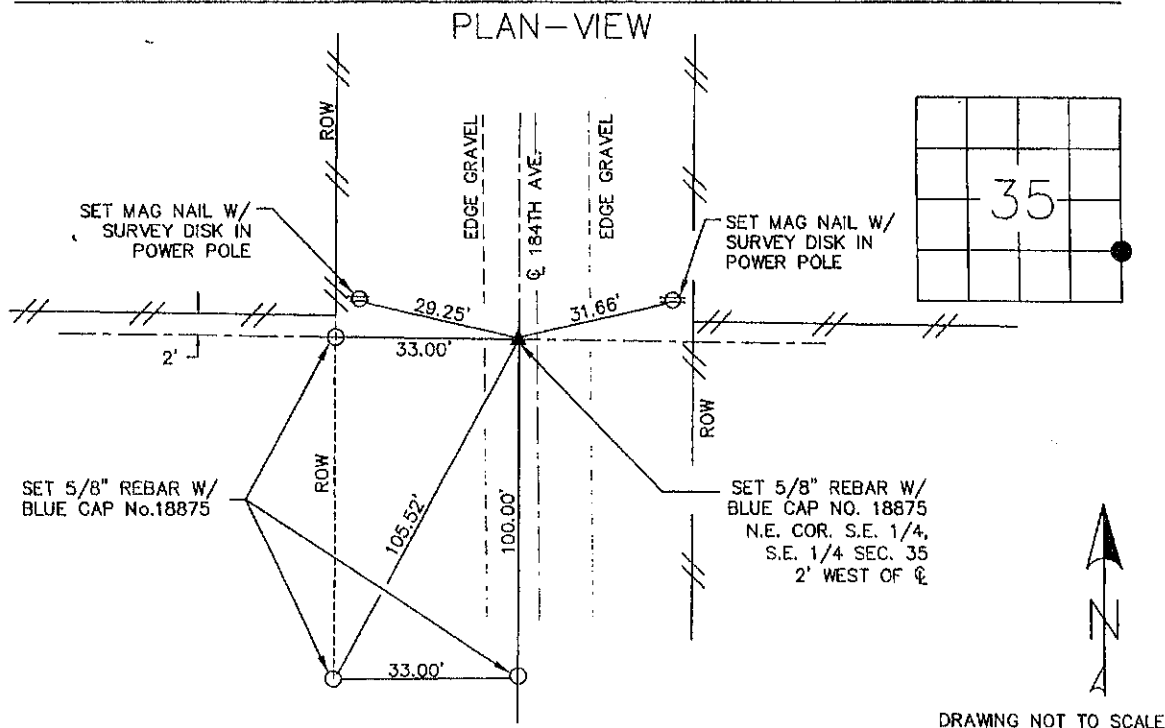 PLAN-VIEW
ROW
EDGE GRAVEL
℄ 184TH AVE.
EDGE GRAVEL
35
SET MAG NAIL W/
SURVEY DISK IN
POWER POLE
SET MAG NAIL W/
SURVEY DISK IN
POWER POLE
29.25'
31.66'
2'
33.00'
ROW
ROW
SET 5/8" REBAR W/
BLUE CAP No.18875
105.52'
100.00'
SET 5/8" REBAR W/
BLUE CAP NO. 18875
N.E. COR. S.E. 1/4,
S.E. 1/4 SEC. 35
2' WEST OF ℄
N
33.00'
DRAWING NOT TO SCALE